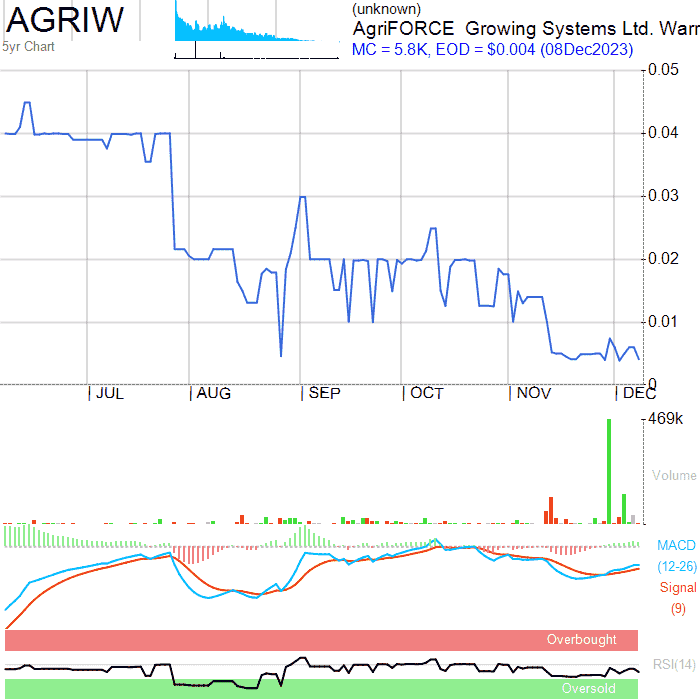 AGRIW
5yr Chart
(unknown)
AgriFORCE Growing Systems Ltd. Warr
MC = 5.8K, EOD = $0.004 (08Dec2023)
0.05
0.04
0.03
0.02
0.01
0
JUL AUG SEP OCT NOV DEC
469k
Volume
MACD
(12-26)
Signal
(9)
Overbought
RSI(14)
Oversold